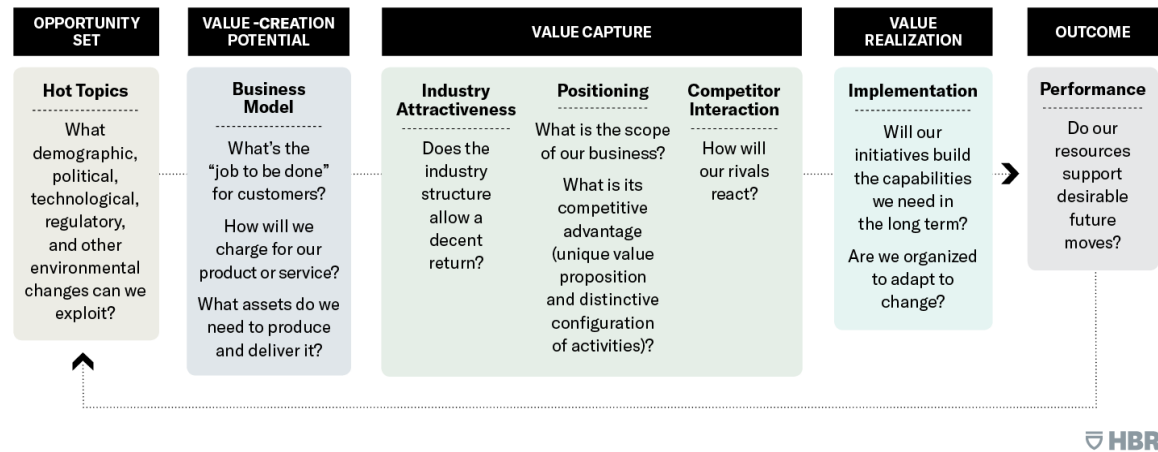 OPPORTUNITY
SET
Hot Topics
What
demographic,
political,
technological,
regulatory,
and other
environmental
changes can we
exploit?
VALUE -CREATION
POTENTIAL
Business
Model
What's the
“job to be done”
for customers?
How will we
charge for our
product or service?
What assets do we
need to produce
and deliver it?
VALUE CAPTURE
Industry
Attractiveness
Does the
industry
structure
allow a
decent
return?
Positioning
What is the scope
of our business?
What is its
competitive
advantage
(unique value
proposition
and distinctive
configuration
of activities)?
Competitor
Interaction
How will
our rivals
react?
VALUE
REALIZATION
Implementation
Will our
initiatives build
the capabilities
we need in
the long term?
Are we organized
to adapt to
change?
OUTCOME
Performance
Do our
resources
support
desirable
future
moves?
HBR